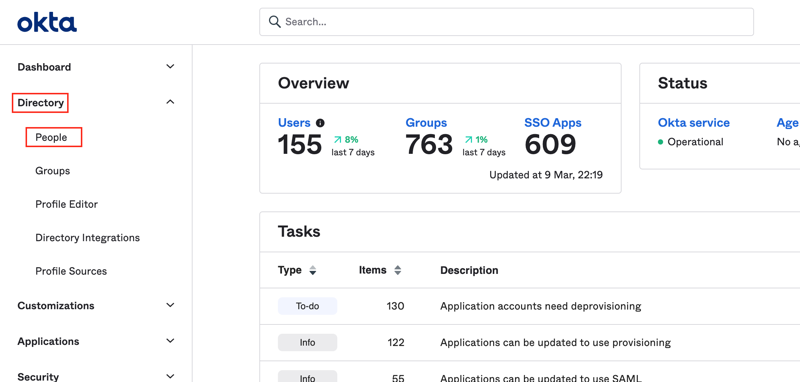 okta
Search...
Dashboard
Directory
People
Groups
Profile Editor
Directory Integrations
Profile Sources
Customizations
Applications
Security
Overview
Users
155
8%
last 7 days
Groups
763
1%
last 7 days
SSO Apps
609
Updated at 9 Mar, 22:19
Status
Okta service
Operational
Age
No a
Tasks
Type Items Description
To-do 130 Application accounts need deprovisioning
Info 122 Applications can be updated to use provisioning
Info 55 Applications can be updated to use SAML